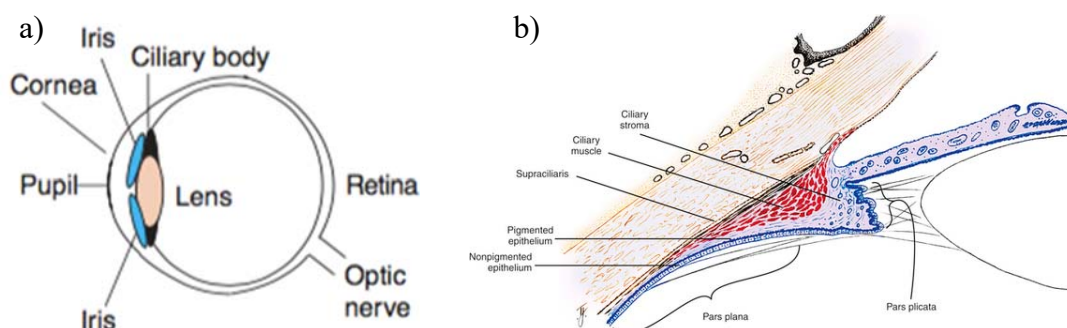 a)
Iris
Ciliary body
Cornea
Pupil
Lens
Retina
Optic
nerve
Iris
b)
Ciliary
stroma
Ciliary
muscle
Supraciliaris
Pigmented
epithelium
Nonpigmented
epithelium
Pars plana
Pars plicata